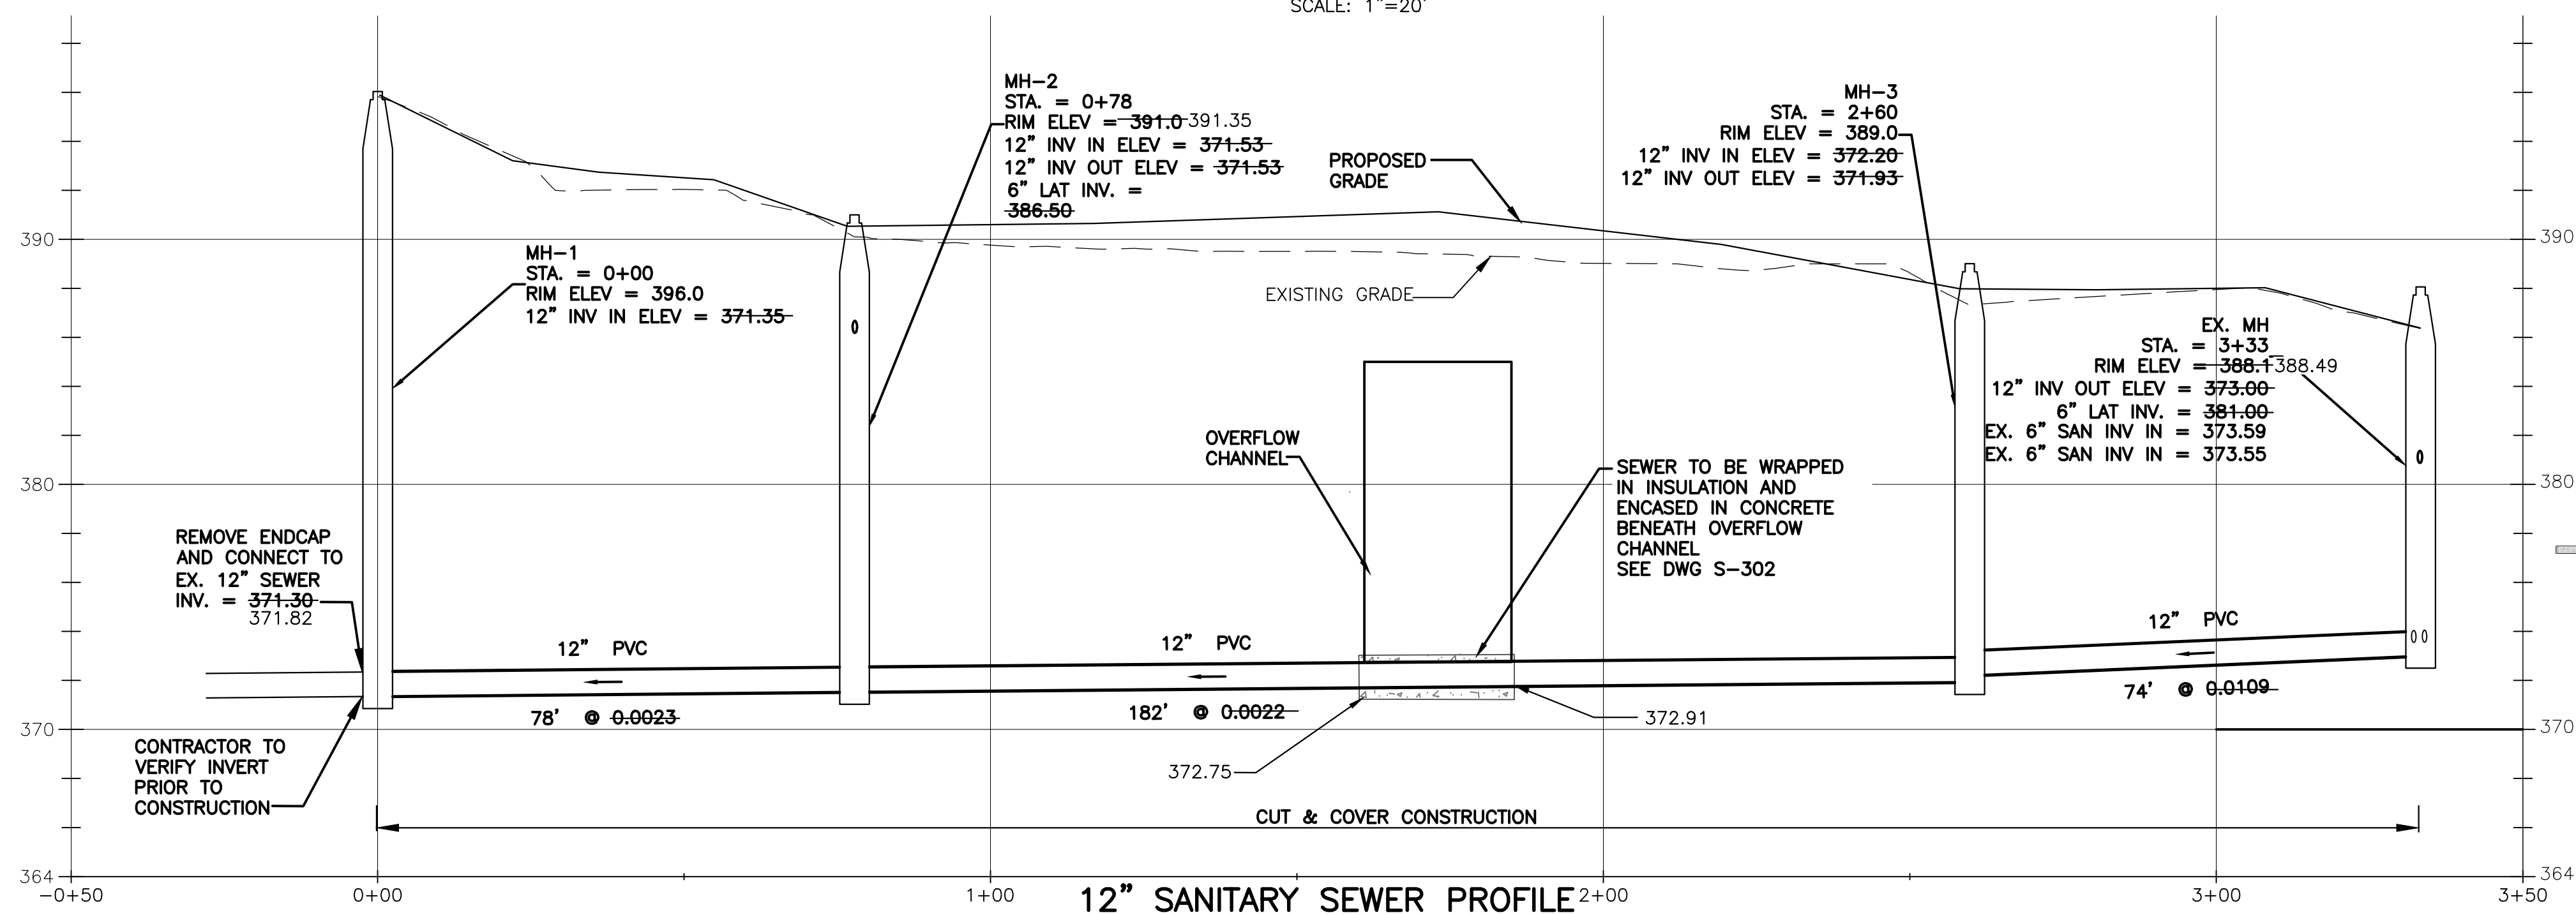 SCALE: 1"=20'
MH-1
STA. = 0+00
RIM ELEV = 396.0
12" INV IN ELEV = 371.35
MH-2
STA. = 0+78
RIM ELEV = 391.0 391.35
12" INV IN ELEV = 371.53
12" INV OUT ELEV = 371.53
6" LAT INV. =
386.50
PROPOSED
GRADE
EXISTING GRADE
MH-3
STA. = 2+60
RIM ELEV = 389.0
12" INV IN ELEV = 372.20
12" INV OUT ELEV = 371.93
EX. MH
STA. = 3+33
RIM ELEV = 388.1 388.49
12" INV OUT ELEV = 373.00
6" LAT INV. = 381.00
EX. 6" SAN INV IN = 373.59
EX. 6" SAN INV IN = 373.55
OVERFLOW
CHANNEL
SEWER TO BE WRAPPED
IN INSULATION AND
ENCASED IN CONCRETE
BENEATH OVERFLOW
CHANNEL
SEE DWG S-302
REMOVE ENDCAP
AND CONNECT TO
EX. 12" SEWER
INV. = 371.30
371.82
12" PVC
12" PVC
12" PVC
78' @ 0.0023
182' @ 0.0022
74' @ 0.0109
372.91
372.75
CONTRACTOR TO
VERIFY INVERT
PRIOR TO
CONSTRUCTION
CUT & COVER CONSTRUCTION
390
380
370
364
390
380
370
364
-0+50
0+00
1+00
2+00
3+00
3+50
12" SANITARY SEWER PROFILE